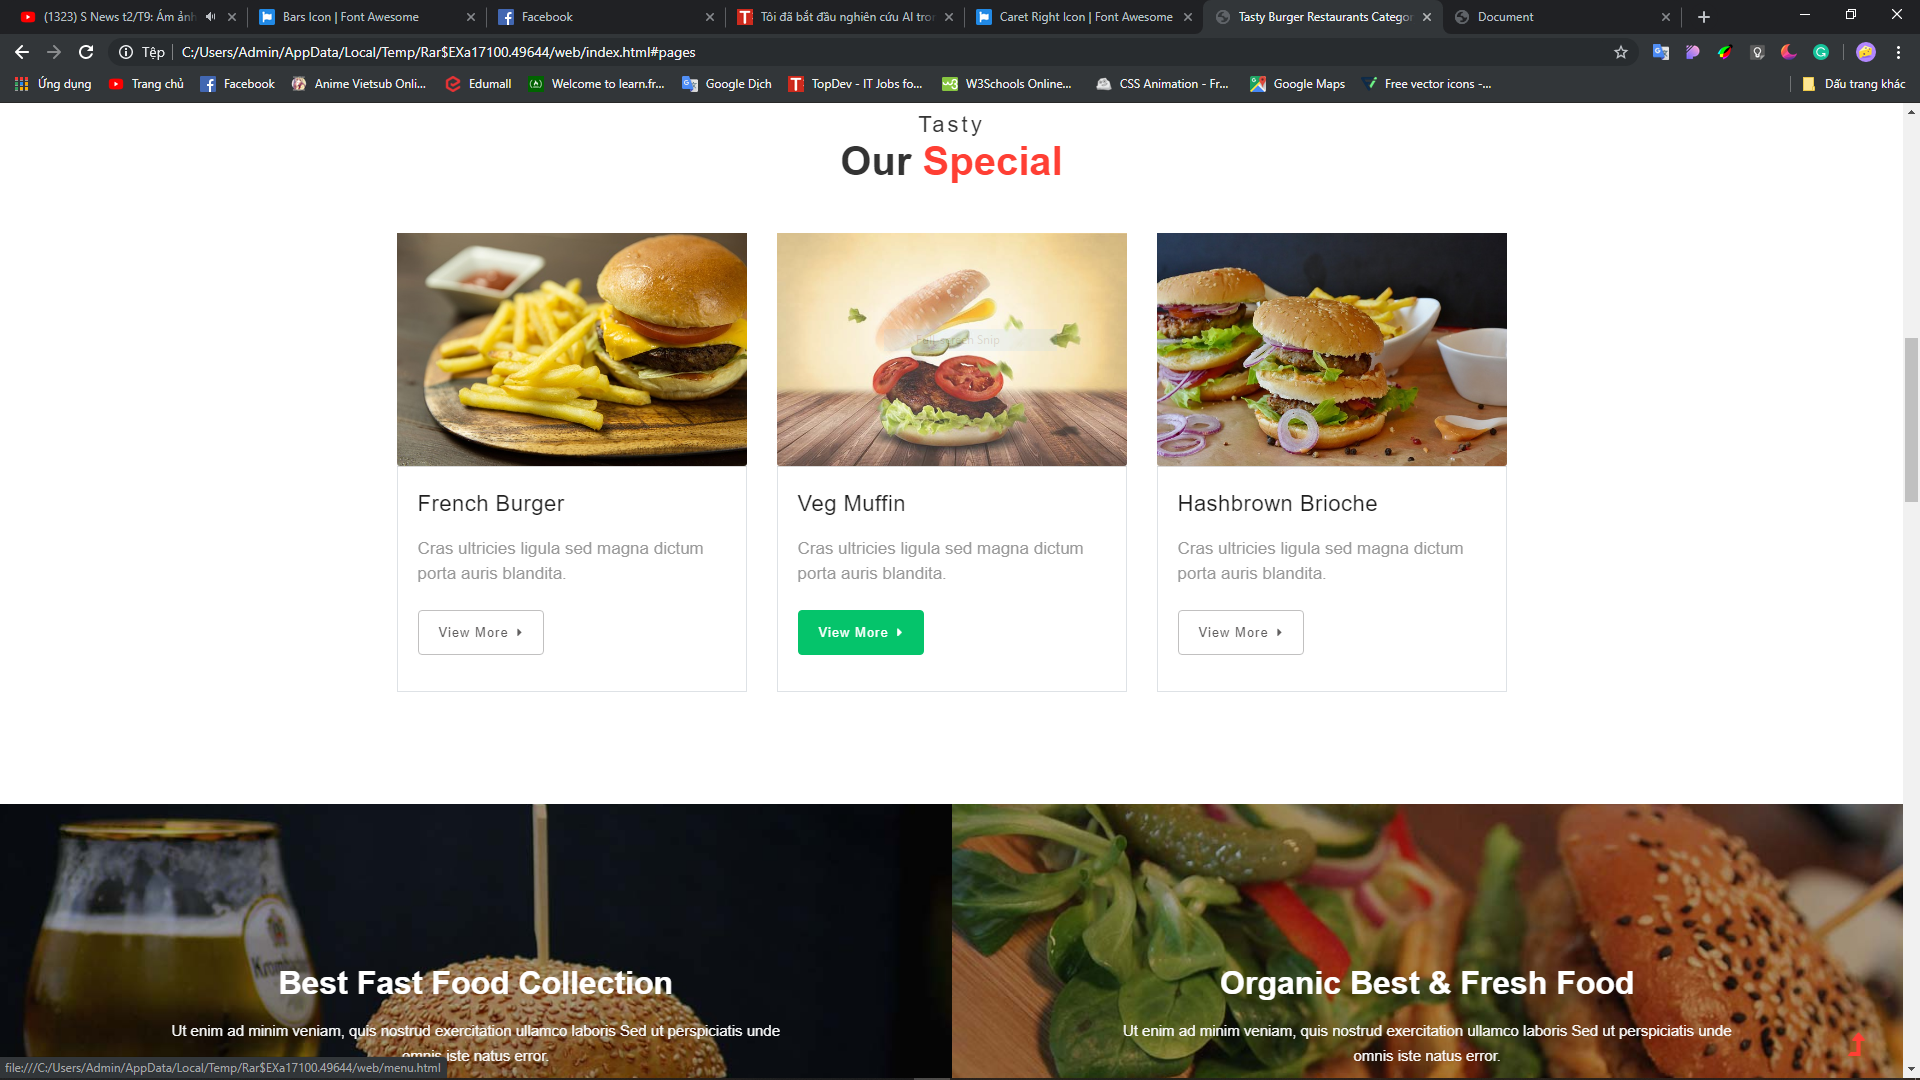 (1323) S News t2/T9: Ám ảnh
Bars Icon | Font Awesome
Facebook
Tôi đã bắt đầu nghiên cứu AI tron
Caret Right Icon | Font Awesome
Tasty Burger Restaurants Categor
Document
Tệp
C:/Users/Admin/AppData/Local/Temp/Rar$EXa17100.49644/web/index.html#pages
Ứng dụng
Trang chủ
Facebook
Anime Vietsub Onli...
Edumall
Welcome to learn.fr...
Google Dịch
TopDev - IT Jobs fo...
W3Schools Online...
CSS Animation - Fr...
Google Maps
Free vector icons -...
Dấu trang khác
Tasty
Our Special
Full-screen Snip
French Burger
Cras ultricies ligula sed magna dictum
porta auris blandita.
View More
Veg Muffin
Cras ultricies ligula sed magna dictum
porta auris blandita.
View More
Hashbrown Brioche
Cras ultricies ligula sed magna dictum
porta auris blandita.
View More
Best Fast Food Collection
Ut enim ad minim veniam, quis nostrud exercitation ullamco laboris Sed ut perspiciatis unde
omnis iste natus error.
Organic Best & Fresh Food
Ut enim ad minim veniam, quis nostrud exercitation ullamco laboris Sed ut perspiciatis unde
omnis iste natus error.
file:///C:/Users/Admin/AppData/Local/Temp/Rar$EXa17100.49644/web/menu.html